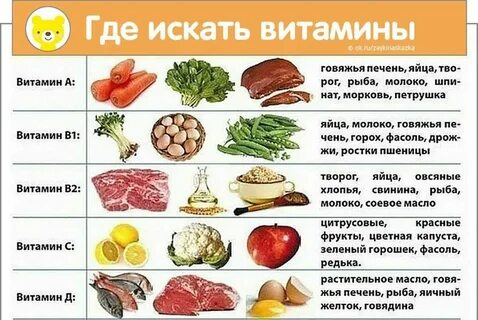 Где искать витамины
© ok.ru/zaykinaskazka
Витамин А:
говяжья печень, яйца, тво-
рог, рыба, молоко, шпи-
нат, морковь, петрушка
Витамин В1:
яйца, молоко, говяжья пе-
чень, горох, фасоль, дрож-
жи, ростки пшеницы
Витамин В2:
творог, яйца, овсяные
хлопья, свинина, рыба,
молоко, соевое масло
Витамин С:
цитрусовые, красные
фрукты, цветная капуста,
зеленый горошек, фасоль,
редька.
Витамин Д:
растительное масло, говя-
жья печень, рыба, яичный
желток, говядина